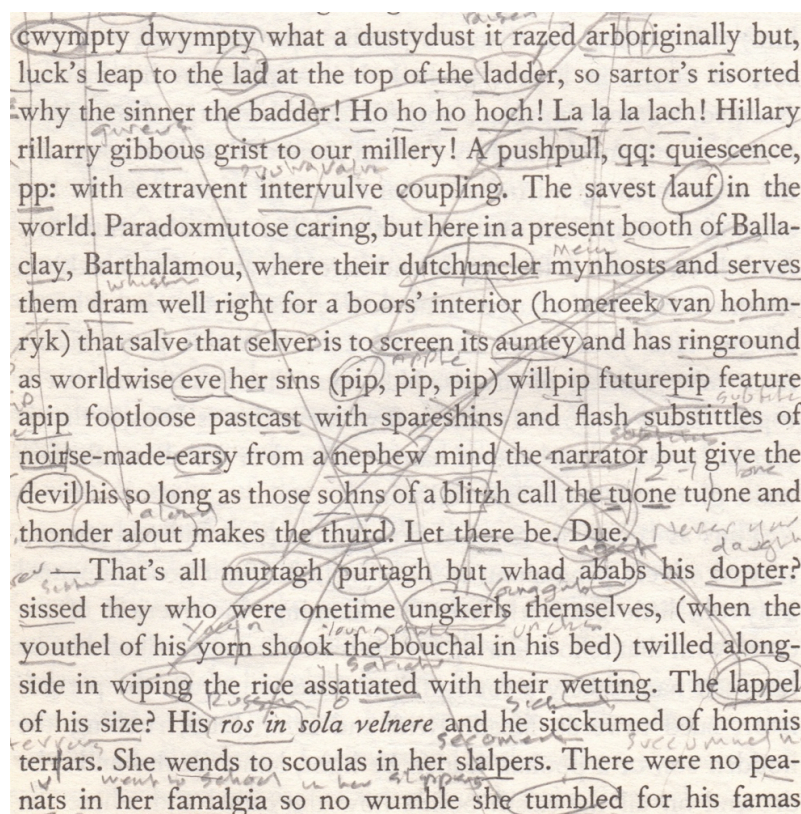 cwympty dwympty what a dustydust it razed arboriginally but,
luck's leap to the lad at the top of the ladder, so sartor's risorted
why the sinner the badder! Ho ho ho hoch! La la la lach! Hillary
rillarry gibbous grist to our millery! A pushpull, qq: quiescence,
pp: with extravent intervulve coupling. The savest lauf in the
world. Paradoxmutose caring, but here in a present booth of Balla-
clay, Barthalamou, where their dutchuncler mynhosts and serves
them dram well right for a boors' interior (homereek van hohm-
ryk) that salve that selver is to screen its auntey and has ringround
as worldwise eve her sins (pip, pip, pip) willpip futurepip feature
apple
apip footloose pastcast with spareshins and flash substittles of
noirse-made-earsy from a nephew mind the narrator but give the
devil his so long as those sohns of a blitzh call the tuone tuone and
along
thonder alout makes the thurd. Let there be. Due.
— That's all murtagh purtagh but whad ababs his dopter?
sissed they who were onetime ungkerls themselves, (when the
youthel of his yorn shook the bouchal in his bed) twilled along-
side in wiping the rice assatiated with their wetting. The lappel
of his size? His ros in sola velnere and he sicckumed of homnis
terrars. She wends to scoulas in her slalpers. There were no pea-
went to school in her slippers
nats in her famalgia so no wumble she tumbled for his famas